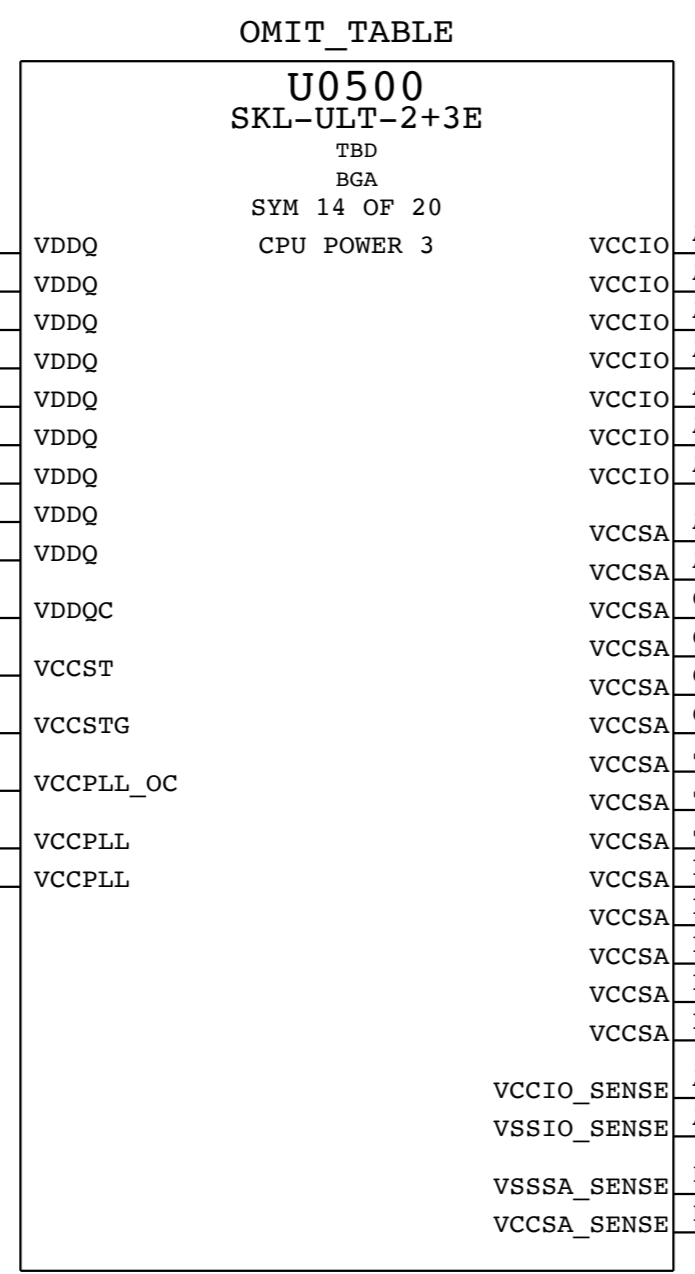 OMIT_TABLE
U0500
SKL-ULT-2+3E
TBD
BGA
SYM 14 OF 20
CPU POWER 3
VDDQ
VDDQ
VDDQ
VDDQ
VDDQ
VDDQ
VDDQ
VDDQ
VDDQ
VDDQC
VCCST
VCCSTG
VCCPLL_OC
VCCPLL
VCCPLL
VCCIO
VCCIO
VCCIO
VCCIO
VCCIO
VCCIO
VCCIO
VCCSA
VCCSA
VCCSA
VCCSA
VCCSA
VCCSA
VCCSA
VCCSA
VCCSA
VCCSA
VCCSA
VCCSA
VCCSA
VCCSA
VCCIO_SENSE
VSSIO_SENSE
VSSSA_SENSE
VCCSA_SENSE